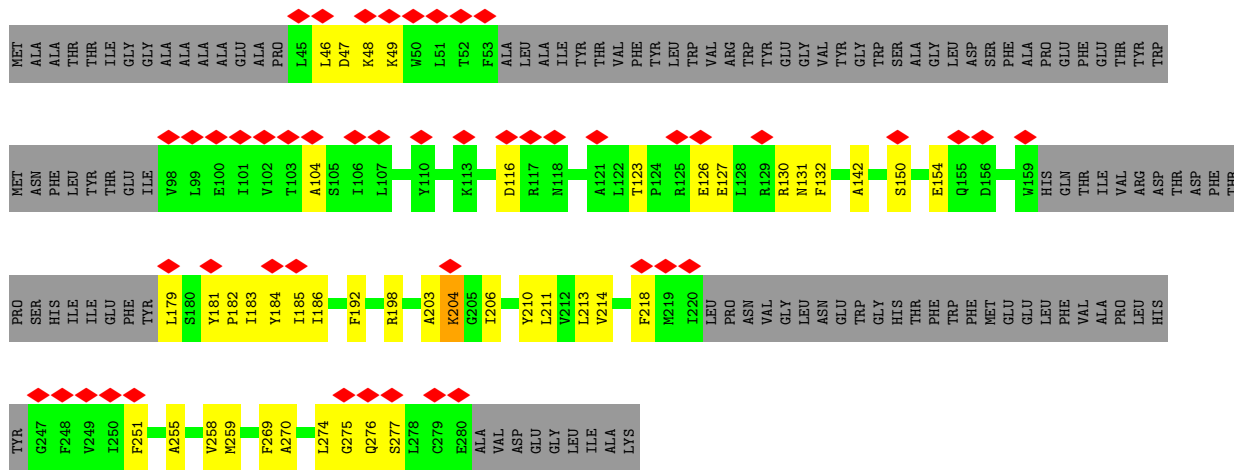 MET ALA ALA THR THR ILE GLY GLY ALA ALA ALA ALA GLU ALA PRO L45 L46 D47 K48 K49 W50 L51 T52 F53 ALA LEU ALA ILE TYR THR VAL PHE TYR LEU TRP VAL ARG TRP TYR GLU GLY VAL TYR GLY TRP SER ALA GLY LEU ASP SER PHE ALA PRO GLU PHE GLU THR TYR TRP
MET ASN PHE LEU TYR THR GLU ILE V98 L99 E100 I101 V102 T103 A104 S105 I106 L107 Y110 K113 D116 R117 N118 A121 L122 T123 P124 R125 E126 E127 L128 R129 R130 N131 F132 A142 S150 E154 Q155 D156 W159 HIS GLN THR ILE VAL ARG ASP THR ASP PHE THR
PRO SER HIS ILE ILE GLU PHE TYR L179 S180 Y181 P182 I183 Y184 I185 I186 F192 R198 A203 K204 G205 I206 Y210 L211 V212 L213 V214 F218 M219 I220 LEU PRO ASN VAL GLY LEU ASN GLU TRP GLY HIS THR PHE TRP PHE MET GLU GLU LEU PHE VAL ALA PRO LEU HIS
TYR G247 F248 V249 I250 F251 A255 V258 M259 F269 A270 L274 G275 Q276 S277 L278 C279 E280 ALA VAL ASP GLU GLY LEU ILE ALA LYS